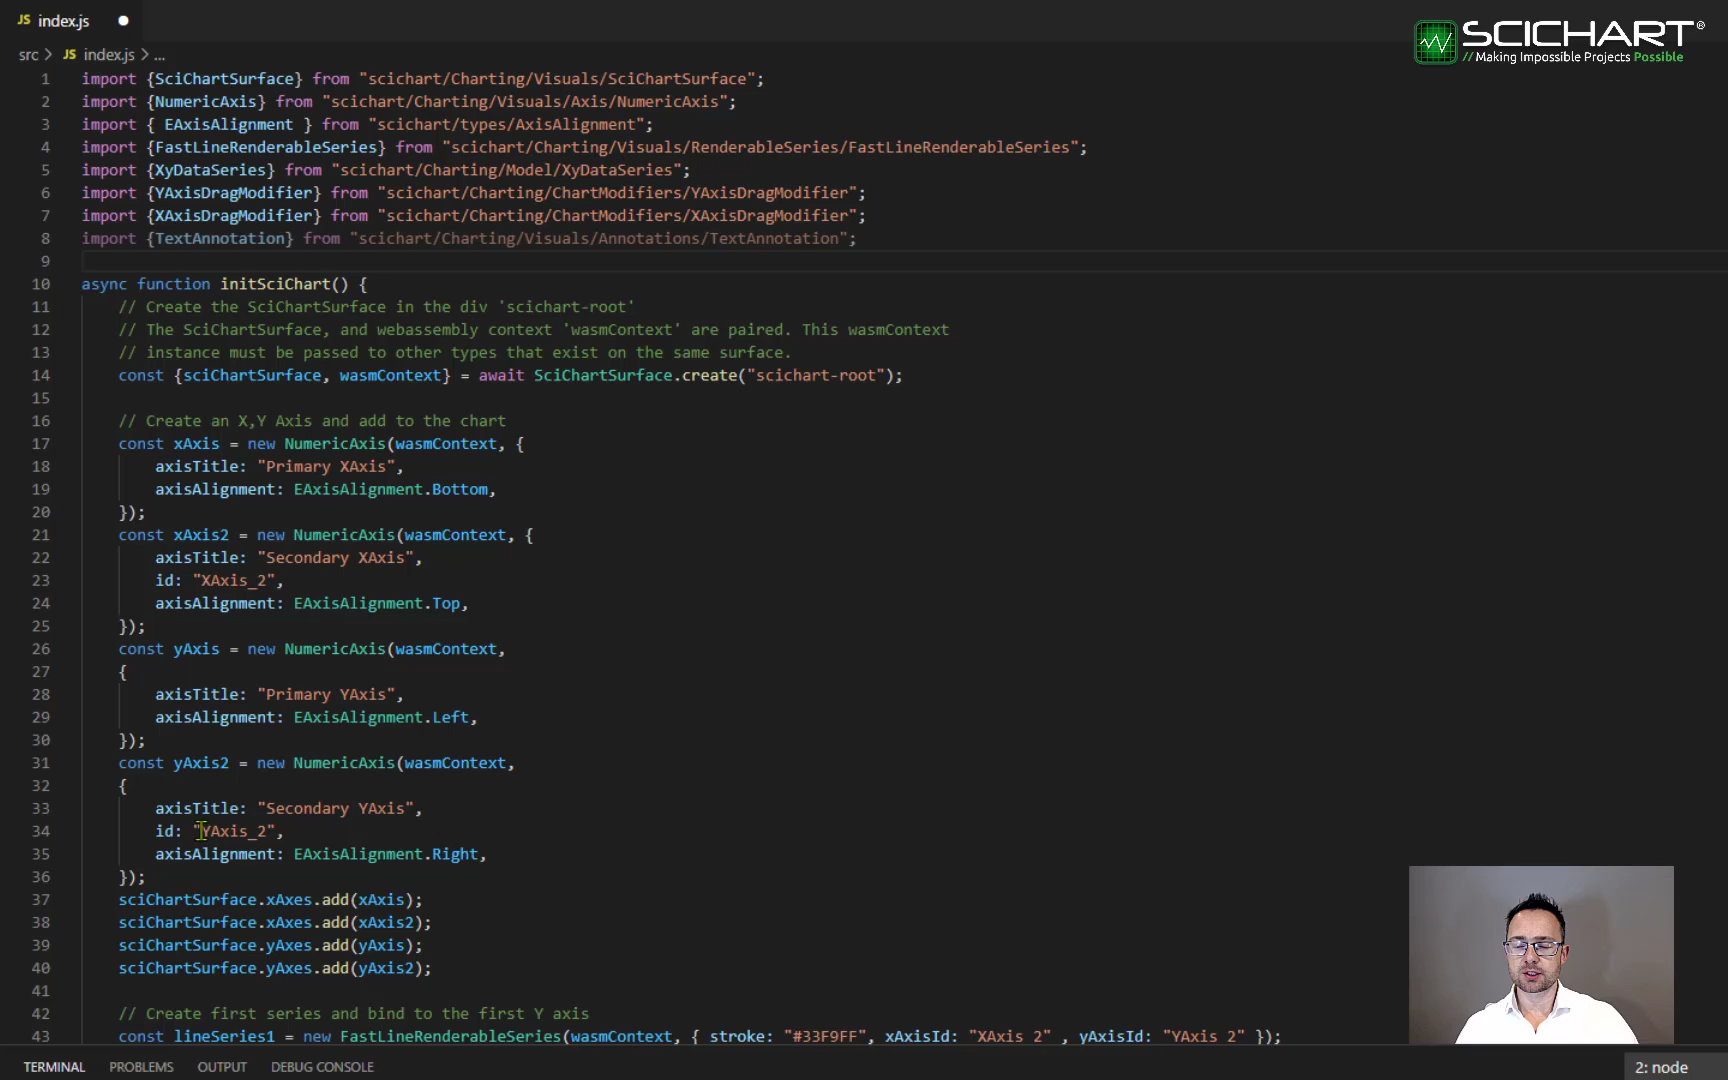 JS index.js
SCICHART®
// Making Impossible Projects Possible
src > JS index.js > ...
1 import {SciChartSurface} from "scichart/Charting/Visuals/SciChartSurface";
2 import {NumericAxis} from "scichart/Charting/Visuals/Axis/NumericAxis";
3 import { EAxisAlignment } from "scichart/types/AxisAlignment";
4 import {FastLineRenderableSeries} from "scichart/Charting/Visuals/RenderableSeries/FastLineRenderableSeries";
5 import {XyDataSeries} from "scichart/Charting/Model/XyDataSeries";
6 import {YAxisDragModifier} from "scichart/Charting/ChartModifiers/YAxisDragModifier";
7 import {XAxisDragModifier} from "scichart/Charting/ChartModifiers/XAxisDragModifier";
8 import {TextAnnotation} from "scichart/Charting/Visuals/Annotations/TextAnnotation";
9
10 async function initSciChart() {
11 // Create the SciChartSurface in the div 'scichart-root'
12 // The SciChartSurface, and webassembly context 'wasmContext' are paired. This wasmContext
13 // instance must be passed to other types that exist on the same surface.
14 const {sciChartSurface, wasmContext} = await SciChartSurface.create("scichart-root");
15
16 // Create an X,Y Axis and add to the chart
17 const xAxis = new NumericAxis(wasmContext, {
18 axisTitle: "Primary XAxis",
19 axisAlignment: EAxisAlignment.Bottom,
20 });
21 const xAxis2 = new NumericAxis(wasmContext, {
22 axisTitle: "Secondary XAxis",
23 id: "XAxis_2",
24 axisAlignment: EAxisAlignment.Top,
25 });
26 const yAxis = new NumericAxis(wasmContext,
27 {
28 axisTitle: "Primary YAxis",
29 axisAlignment: EAxisAlignment.Left,
30 });
31 const yAxis2 = new NumericAxis(wasmContext,
32 {
33 axisTitle: "Secondary YAxis",
34 id: "YAxis_2",
35 axisAlignment: EAxisAlignment.Right,
36 });
37 sciChartSurface.xAxes.add(xAxis);
38 sciChartSurface.xAxes.add(xAxis2);
39 sciChartSurface.yAxes.add(yAxis);
40 sciChartSurface.yAxes.add(yAxis2);
41
42 // Create first series and bind to the first Y axis
43 const lineSeries1 = new FastLineRenderableSeries(wasmContext, { stroke: "#33F9FF", xAxisId: "XAxis 2" , yAxisId: "YAxis 2" });
TERMINAL PROBLEMS OUTPUT DEBUG CONSOLE 2: node